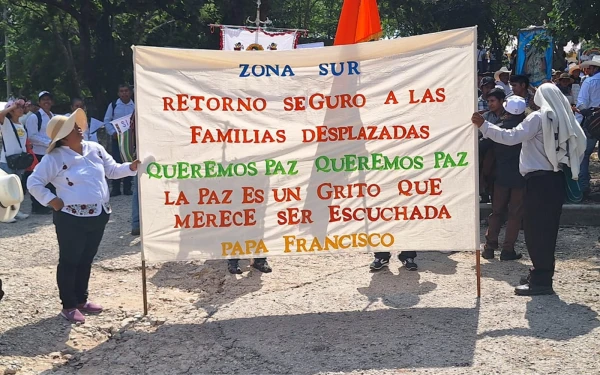 ZONA SUR
RETORNO SEGURO A LAS
FAMILIAS DESPLAZADAS
QUEREMOS PAZ QUEREMOS PAZ
LA PAZ ES UN GRITO QUE
MERECE SER ESCUCHADA
PAPA FRANCISCO